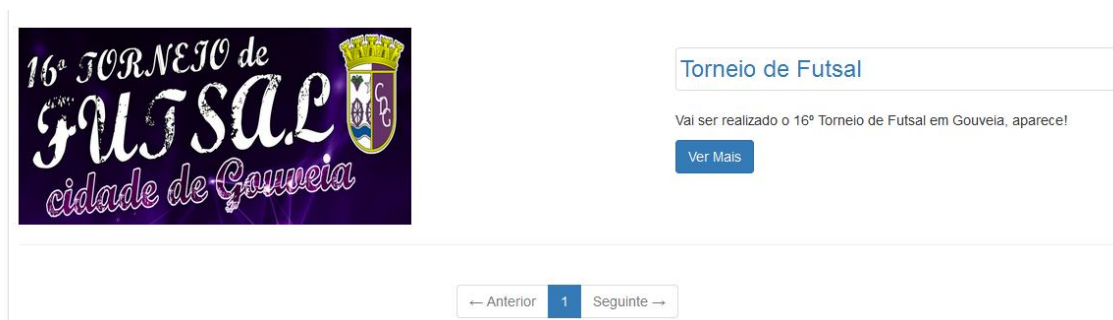 16º TORNEIO de
FUTSAL
cidade de Gouveia
CDG
Torneio de Futsal
Vai ser realizado o 16º Torneio de Futsal em Gouveia, aparece!
Ver Mais
← Anterior 1 Seguinte →